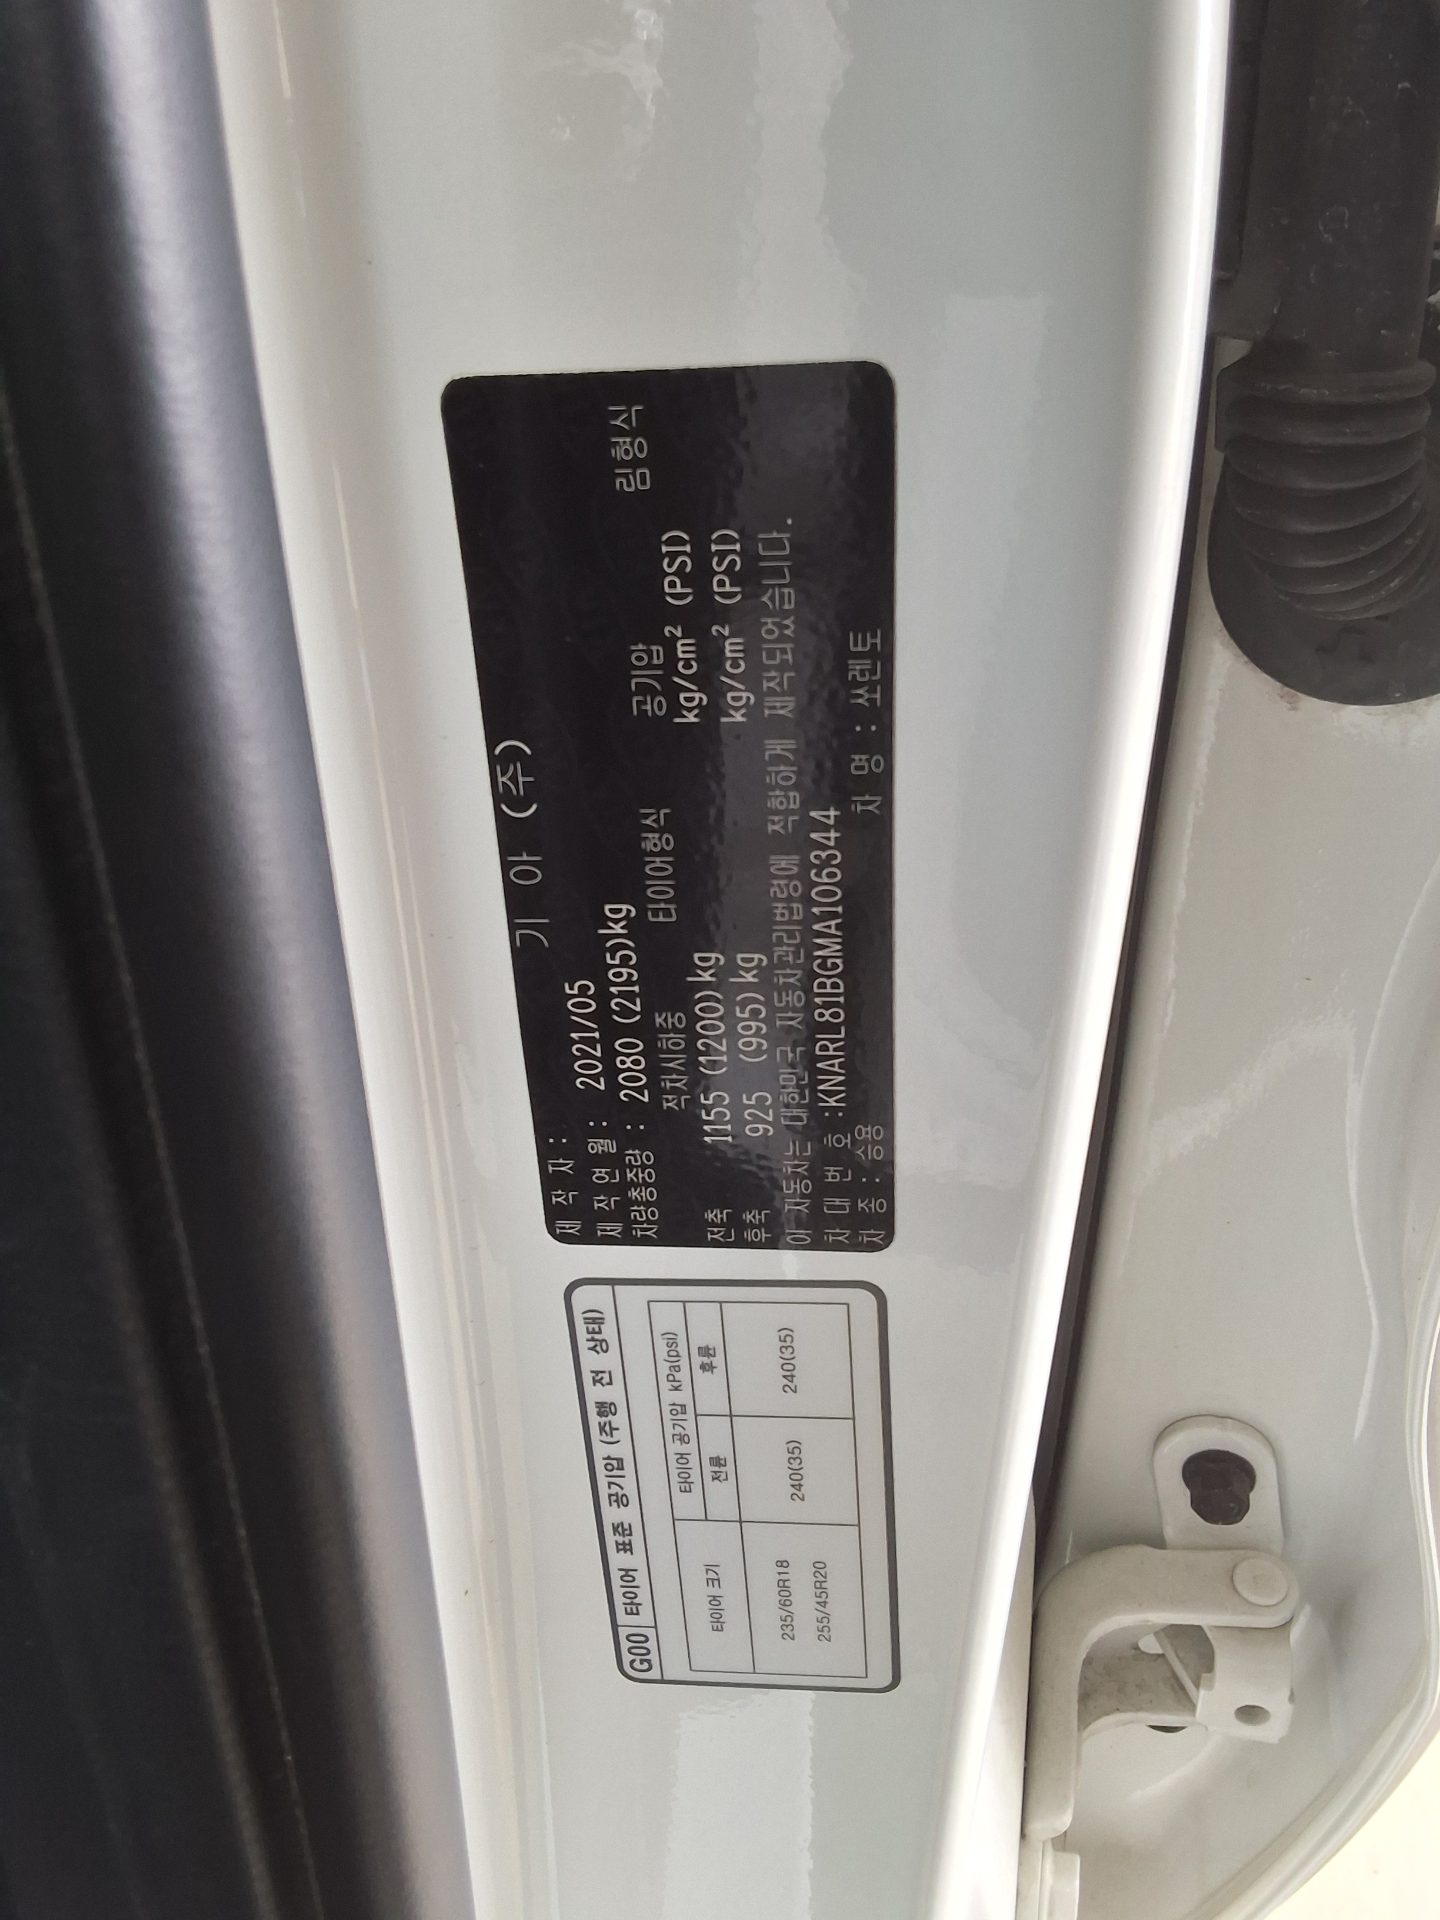 기 아 (주)
제 작 자 :
제 작 연 월 : 2021/05
차량총중량 : 2080 (2195)kg
적차시하중 타이어형식 공기압 림형식
전축 1155 (1200)kg kg/cm² (PSI)
후축 925 (995)kg kg/cm² (PSI)
이 자동차는 대한민국 자동차관리법령에 적합하게 제작되었습니다.
차 대 번 호 :KNARL81BGMA106344
차 종 : 승용 차 명 : 쏘렌토
G00 타이어 표준 공기압 (주행 전 상태)
타이어 크기 타이어 공기압 kPa(psi)
전륜 후륜
235/60R18 240(35) 240(35)
255/45R20